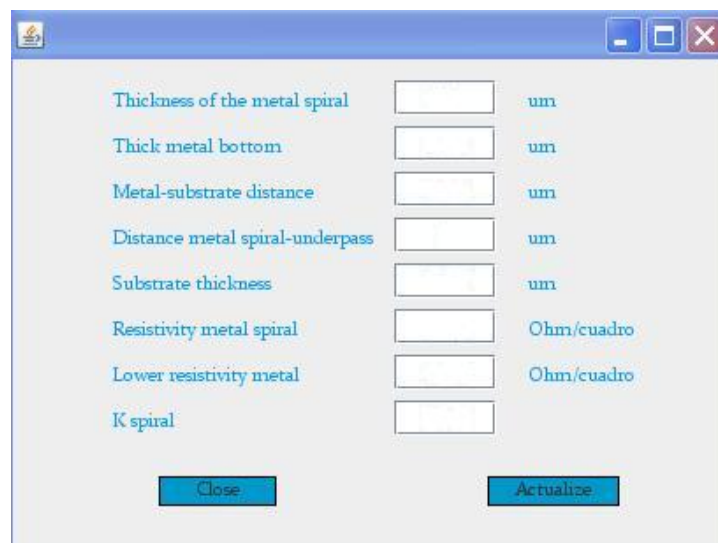 Thickness of the metal spiral um
Thick metal bottom um
Metal-substrate distance um
Distance metal spiral-underpass um
Substrate thickness um
Resistivity metal spiral Ohm/cuadro
Lower resistivity metal Ohm/cuadro
K spiral
Close Actualize